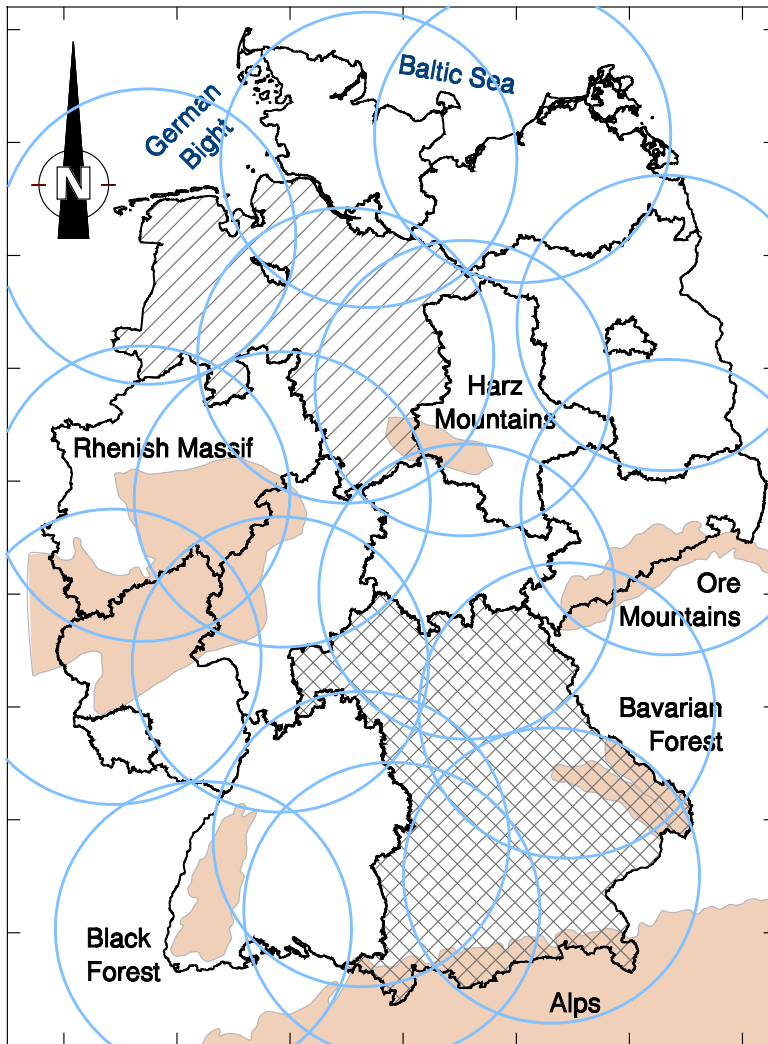 Baltic Sea
German
Bight
N
Harz
Mountains
Rhenish Massif
Ore
Mountains
Bavarian
Forest
Black
Forest
Alps